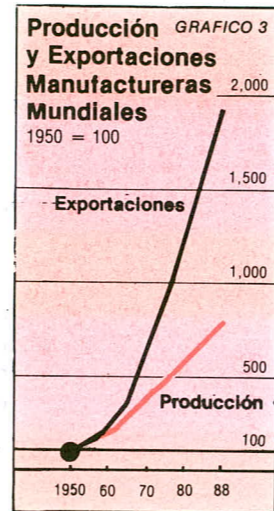 Producción GRAFICO 3
y Exportaciones
Manufactureras
Mundiales
1950 = 100
2,000
1,500
Exportaciones
1,000
500
Producción
100
1950 60 70 80 88